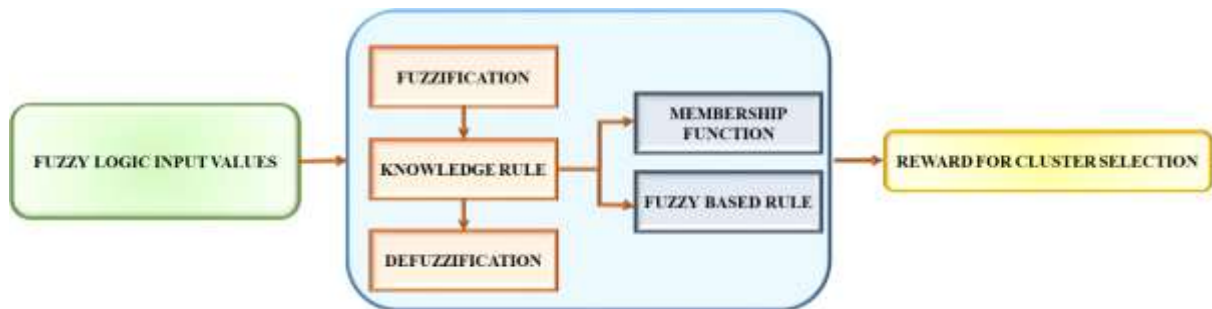 FUZZY LOGIC INPUT VALUES
FUZZIFICATION
KNOWLEDGE RULE
DEFUZZIFICATION
MEMBERSHIP
FUNCTION
FUZZY BASED RULE
REWARD FOR CLUSTER SELECTION